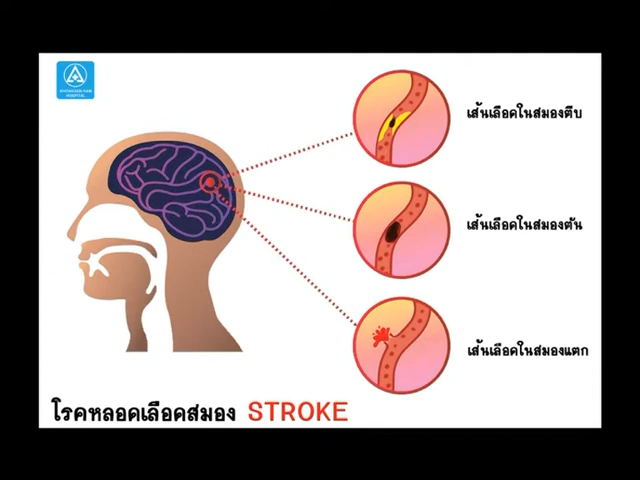 เส้นเลือดในสมองตีบ
เส้นเลือดในสมองตัน
เส้นเลือดในสมองแตก
โรคหลอดเลือดสมอง STROKE